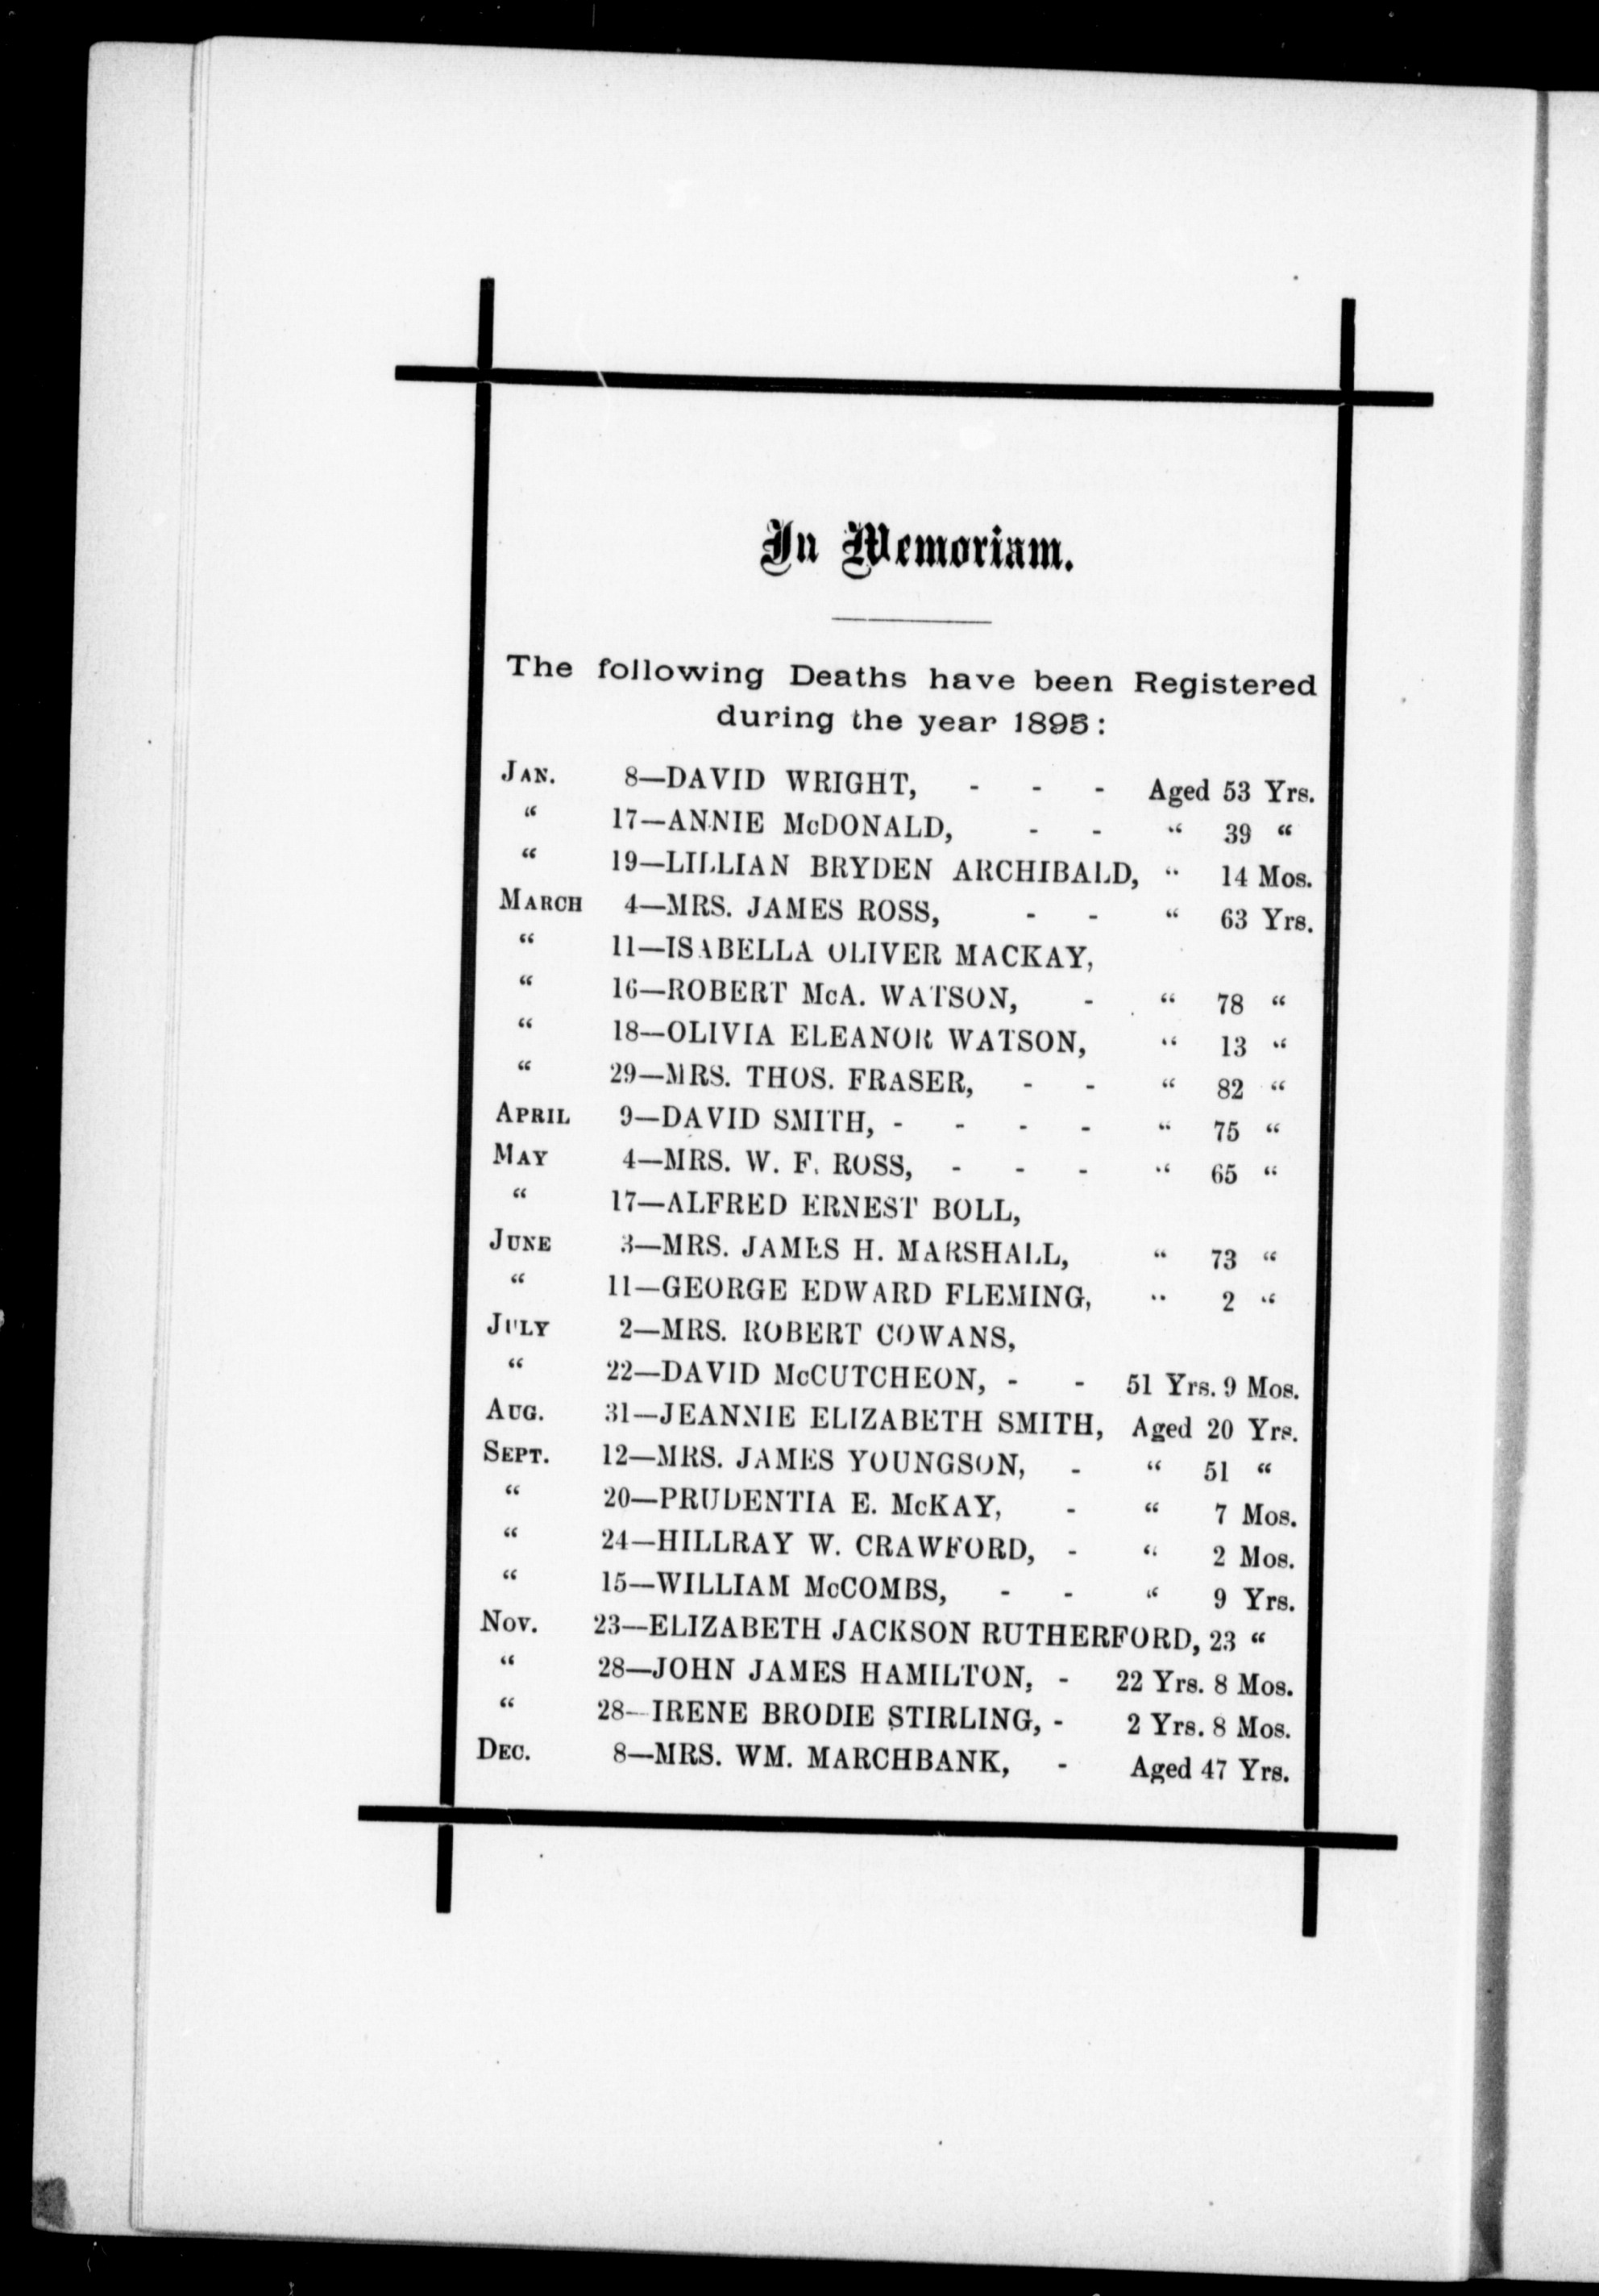 In Memoriam.
The following Deaths have been Registered
during the year 1895:
JAN. 8—DAVID WRIGHT, - - - Aged 53 Yrs.
“ 17—ANNIE McDONALD, - - “ 39 “
“ 19—LILLIAN BRYDEN ARCHIBALD, “ 14 Mos.
MARCH 4—MRS. JAMES ROSS, - - “ 63 Yrs.
“ 11—ISABELLA OLIVER MACKAY,
“ 16—ROBERT McA. WATSON, - “ 78 “
“ 18—OLIVIA ELEANOR WATSON, “ 13 “
“ 29—MRS. THOS. FRASER, - - “ 82 “
APRIL 9—DAVID SMITH, - - - - “ 75 “
MAY 4—MRS. W. F. ROSS, - - - “ 65 “
“ 17—ALFRED ERNEST BOLL,
JUNE 3—MRS. JAMES H. MARSHALL, “ 73 “
“ 11—GEORGE EDWARD FLEMING, “ 2 “
JULY 2—MRS. ROBERT COWANS,
“ 22—DAVID McCUTCHEON, - - 51 Yrs. 9 Mos.
AUG. 31—JEANNIE ELIZABETH SMITH, Aged 20 Yrs.
SEPT. 12—MRS. JAMES YOUNGSON, - “ 51 “
“ 20—PRUDENTIA E. McKAY, - “ 7 Mos.
“ 24—HILLRAY W. CRAWFORD, - “ 2 Mos.
“ 15—WILLIAM McCOMBS, - - “ 9 Yrs.
NOV. 23—ELIZABETH JACKSON RUTHERFORD, 23 “
“ 28—JOHN JAMES HAMILTON, - 22 Yrs. 8 Mos.
“ 28—IRENE BRODIE STIRLING, - 2 Yrs. 8 Mos.
DEC. 8—MRS. WM. MARCHBANK, - Aged 47 Yrs.